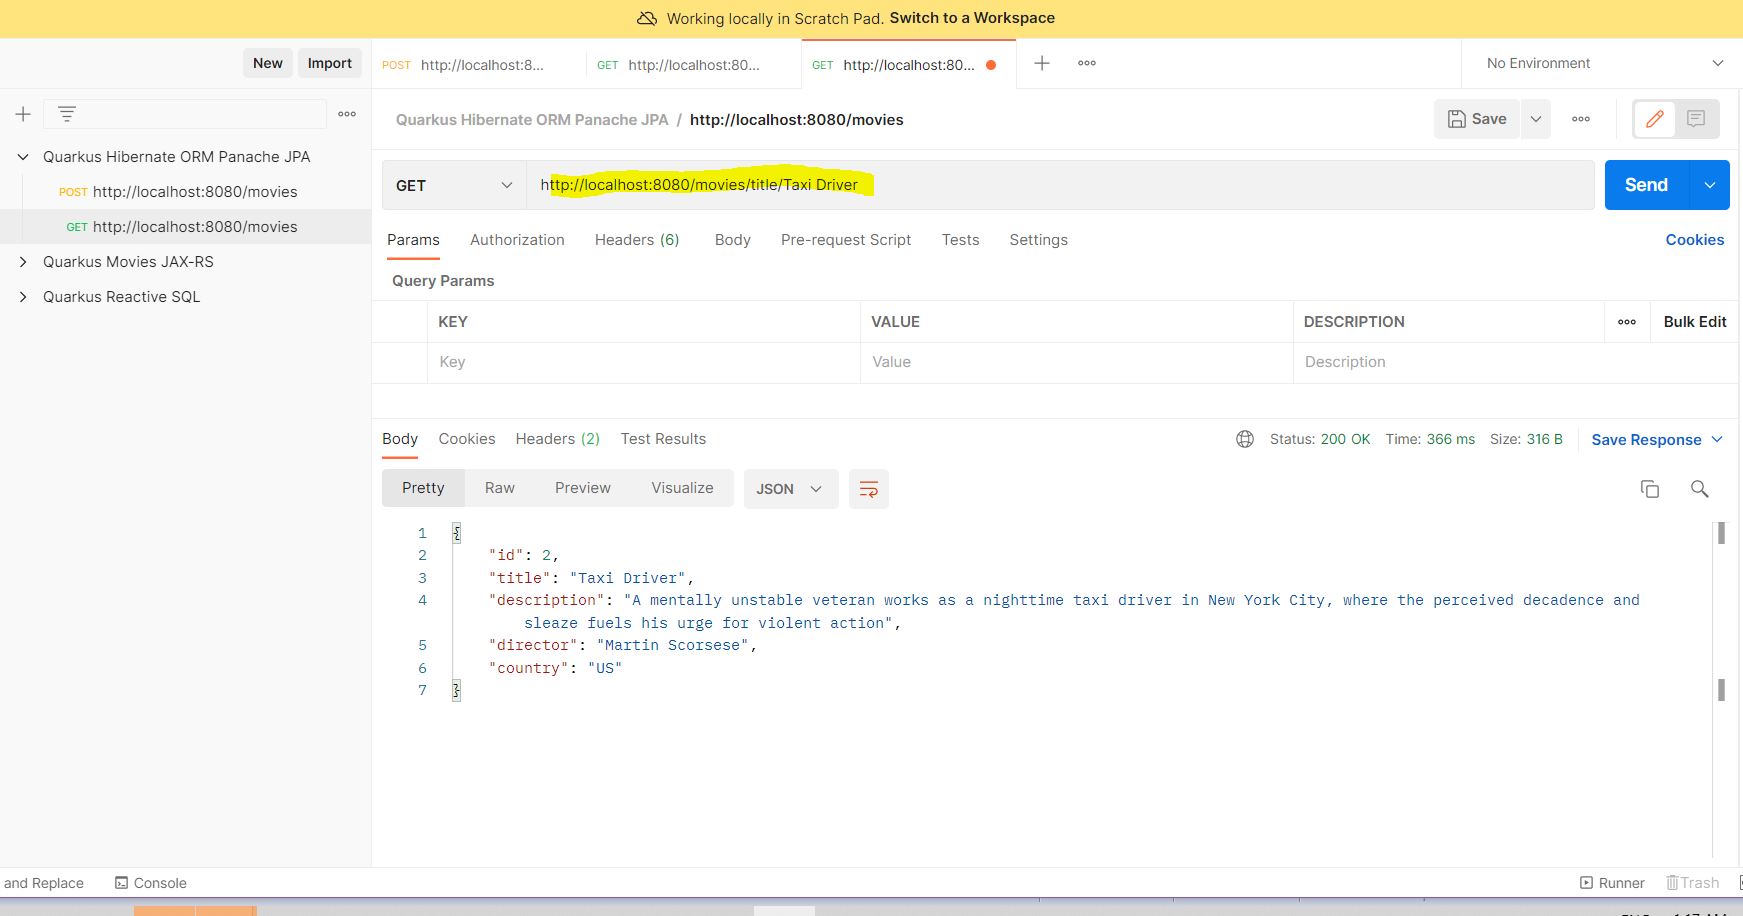 Working locally in Scratch Pad. Switch to a Workspace
New Import
POST http://localhost:8... GET http://localhost:80... GET http://localhost:80...
No Environment
Quarkus Hibernate ORM Panache JPA / http://localhost:8080/movies
Save
Quarkus Hibernate ORM Panache JPA
POST http://localhost:8080/movies
GET http://localhost:8080/movies
Quarkus Movies JAX-RS
Quarkus Reactive SQL
GET http://localhost:8080/movies/title/Taxi Driver Send
Params Authorization Headers (6) Body Pre-request Script Tests Settings Cookies
Query Params
KEY VALUE DESCRIPTION Bulk Edit
Key Value Description
Body Cookies Headers (2) Test Results Status: 200 OK Time: 366 ms Size: 316 B Save Response
Pretty Raw Preview Visualize JSON
1 {
2 "id": 2,
3 "title": "Taxi Driver",
4 "description": "A mentally unstable veteran works as a nighttime taxi driver in New York City, where the perceived decadence and
sleaze fuels his urge for violent action",
5 "director": "Martin Scorsese",
6 "country": "US"
7 }
and Replace Console Runner Trash